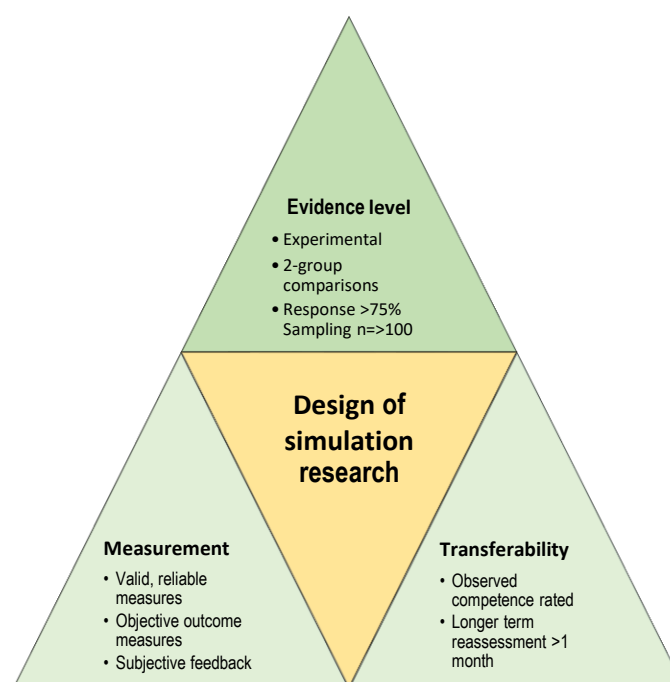 Evidence level
• Experimental
• 2-group
comparisons
• Response >75%
Sampling n=>100
Design of
simulation
research
Measurement
• Valid, reliable
measures
• Objective outcome
measures
• Subjective feedback
Transferability
• Observed
competence rated
• Longer term
reassessment >1
month